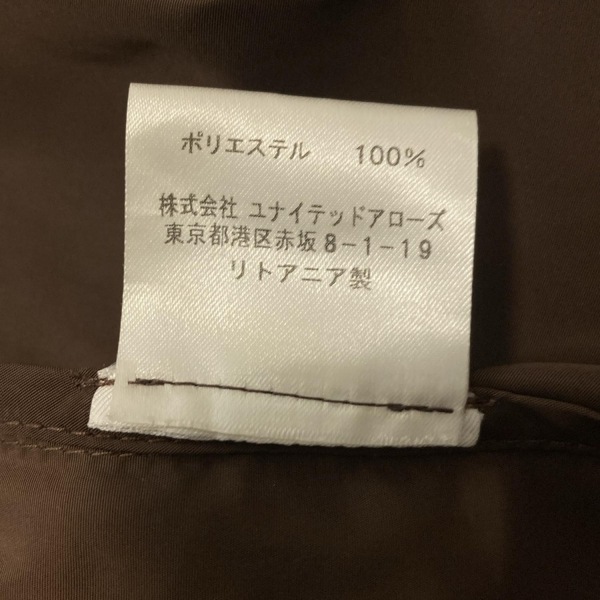 ポリエステル 100%
株式会社 ユナイテッドアローズ
東京都港区赤坂8-1-19
リトアニア製